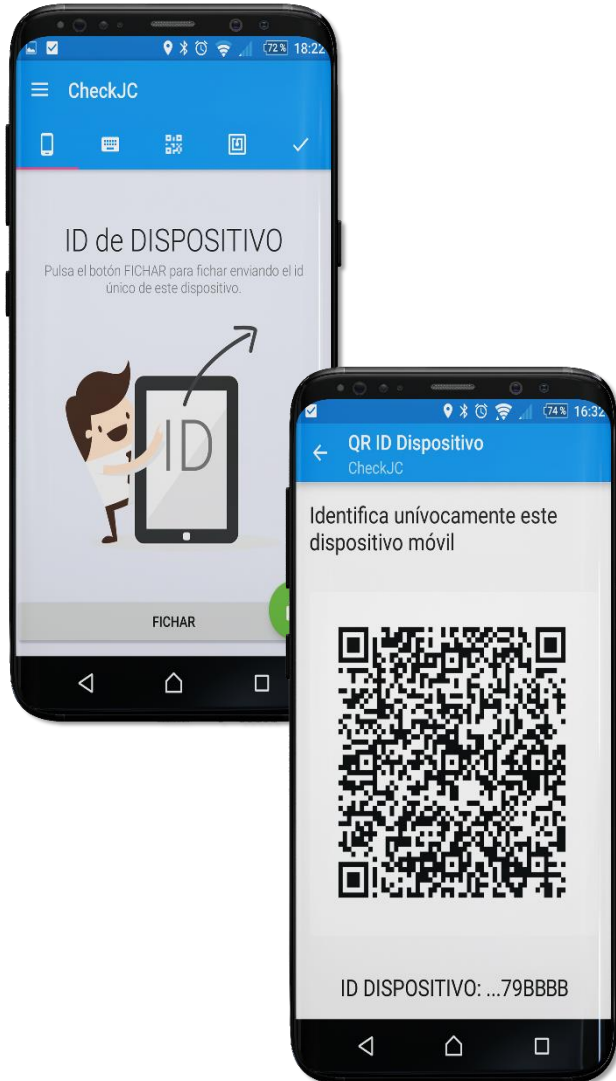 72% 18:22
CheckJC
ID de DISPOSITIVO
Pulsa el botón FICHAR para fichar enviando el id
único de este dispositivo.
ID
FICHAR
74% 16:32
QR ID Dispositivo
CheckJC
Identifica unívocamente este
dispositivo móvil
ID DISPOSITIVO: ...79BBBB